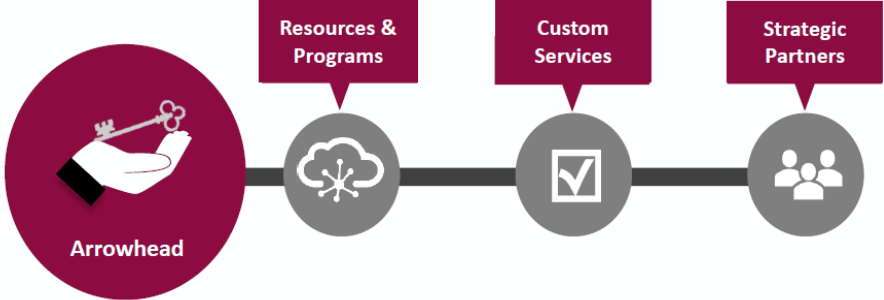 Resources &
Programs
Custom
Services
Strategic
Partners
Arrowhead